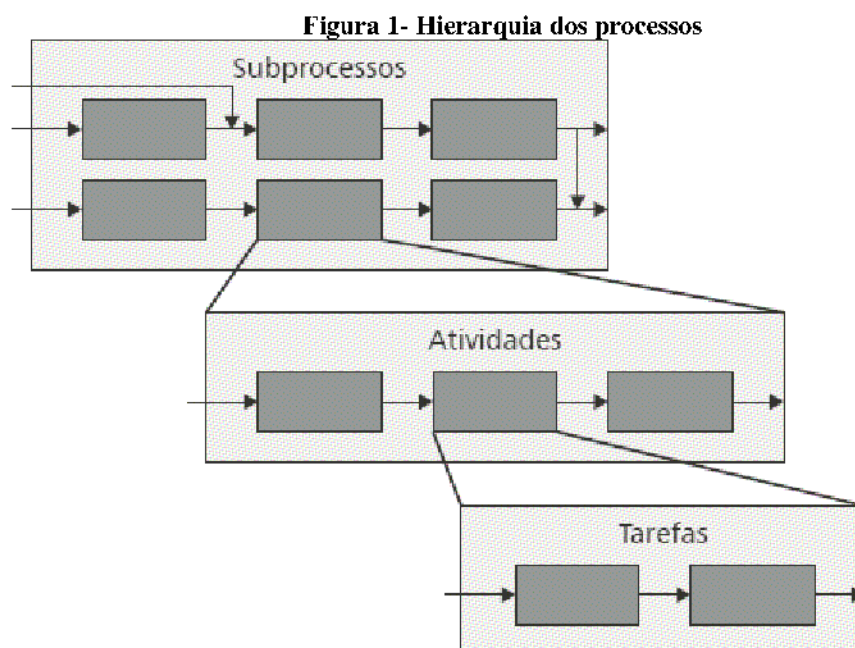 Figura 1- Hierarquia dos processos
Subprocessos
Atividades
Tarefas